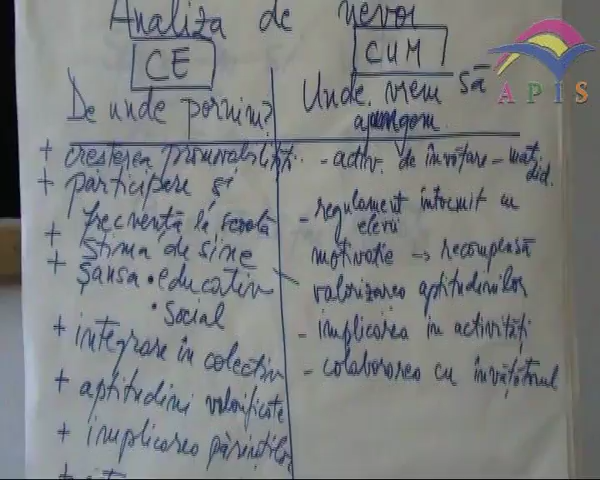 Analiza de nevoi
CE
De unde pornim?
+ creșterea promovabilități
+ participare și
frecvență la școală
+ stima de sine
+ șansa • educativ
• social
+ integrare în colectiv
+ aptitudini valorificate
+ implicarea părinților
CUM
Unde vrem să
ajungem
- activ. de învățare - mat.
did.
- regulament întocmit cu
elevii
motivație → recompensă
valorizarea aptitudinilor
- implicarea în activități
- colaborarea cu învățătorul
APIS